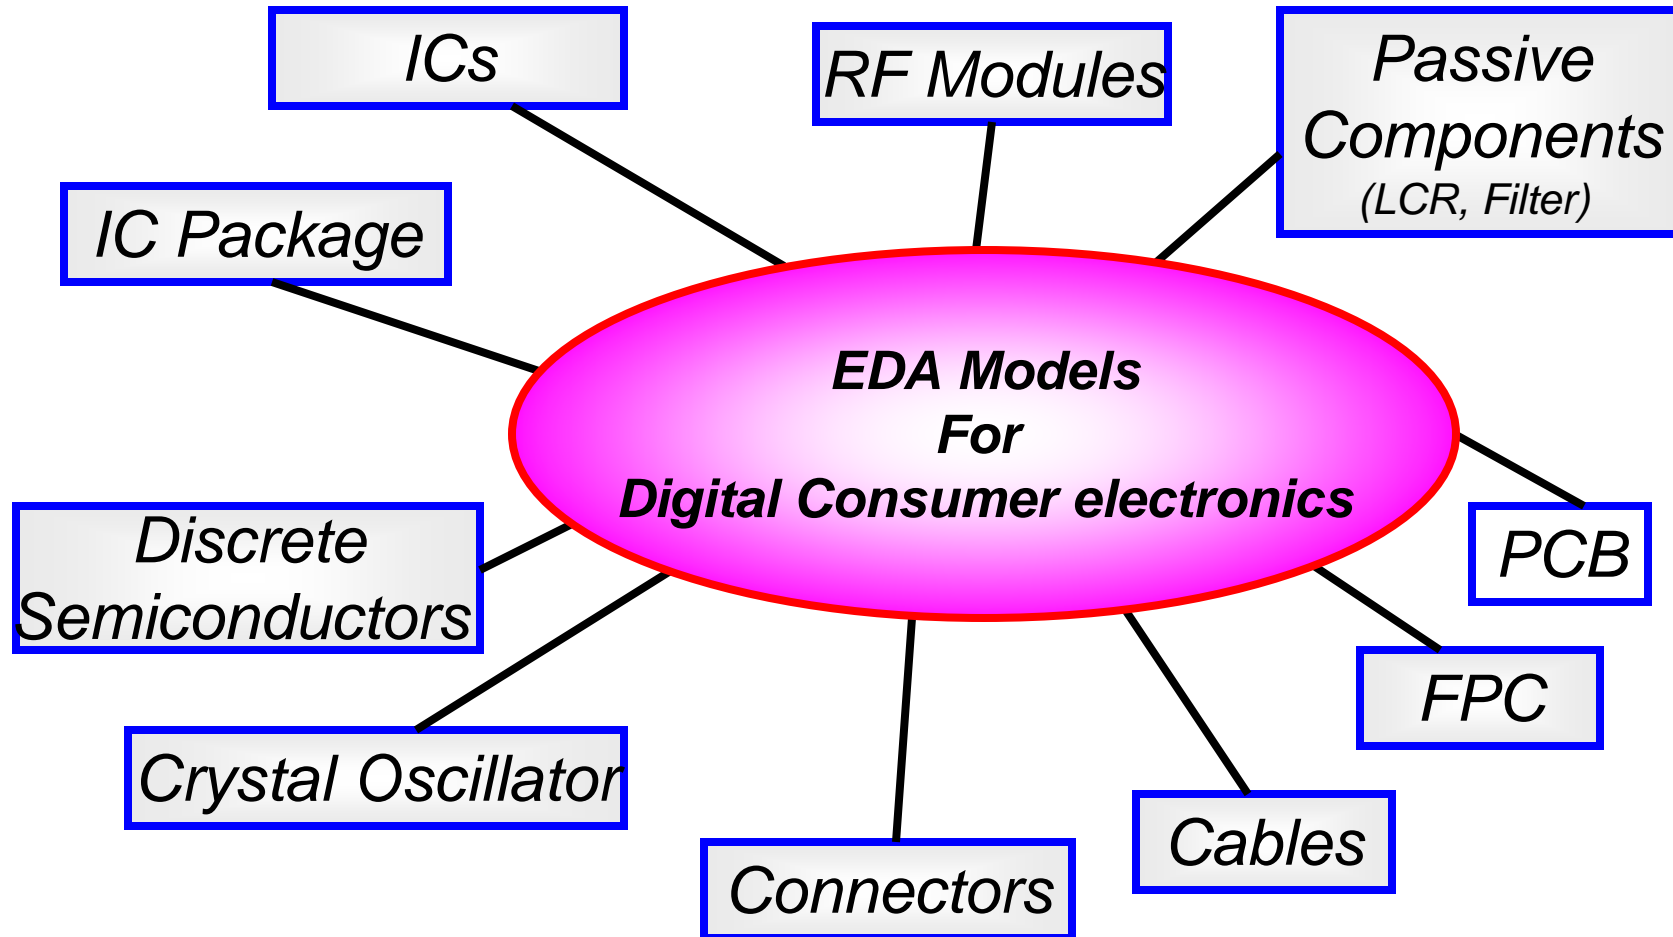 ICs
RF Modules
Passive
Components
(LCR, Filter)
IC Package
EDA Models
For
Digital Consumer electronics
PCB
Discrete
Semiconductors
FPC
Crystal Oscillator
Cables
Connectors